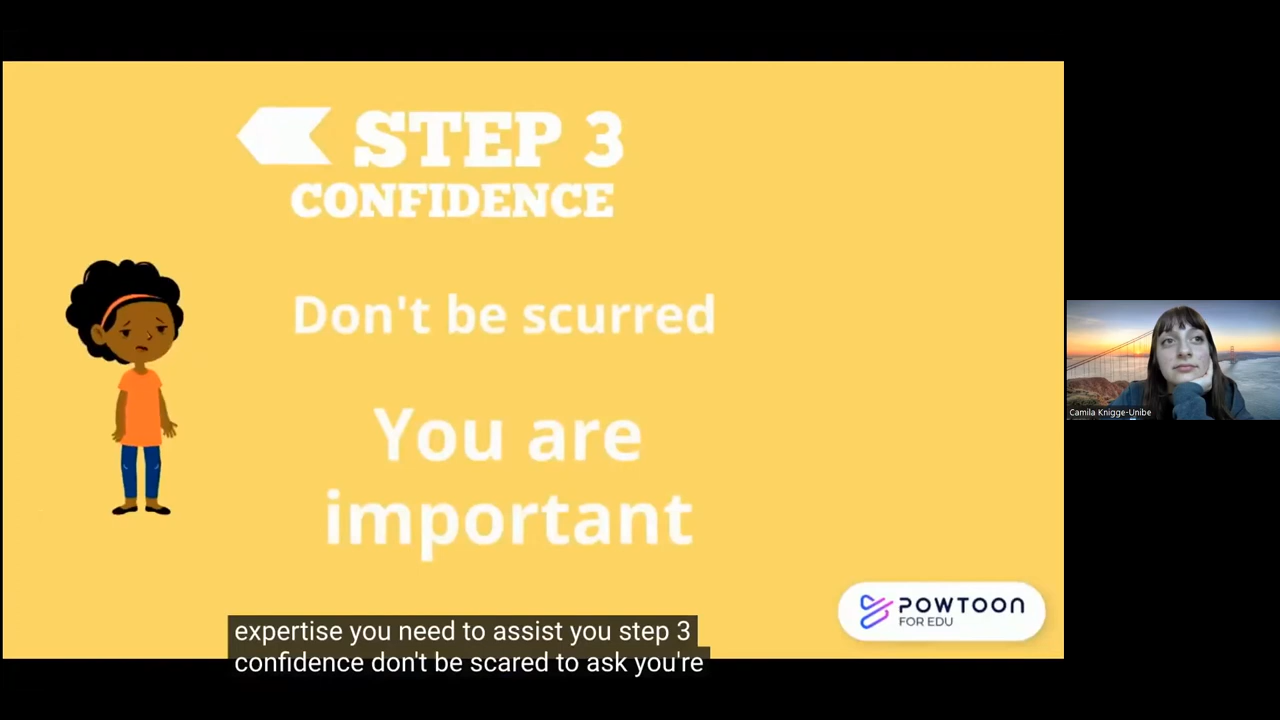 STEP 3
CONFIDENCE
Don't be scurred
You are
important
Camila Knigge-Unibe
POWTOON
FOR EDU
expertise you need to assist you step 3
confidence don't be scared to ask you're